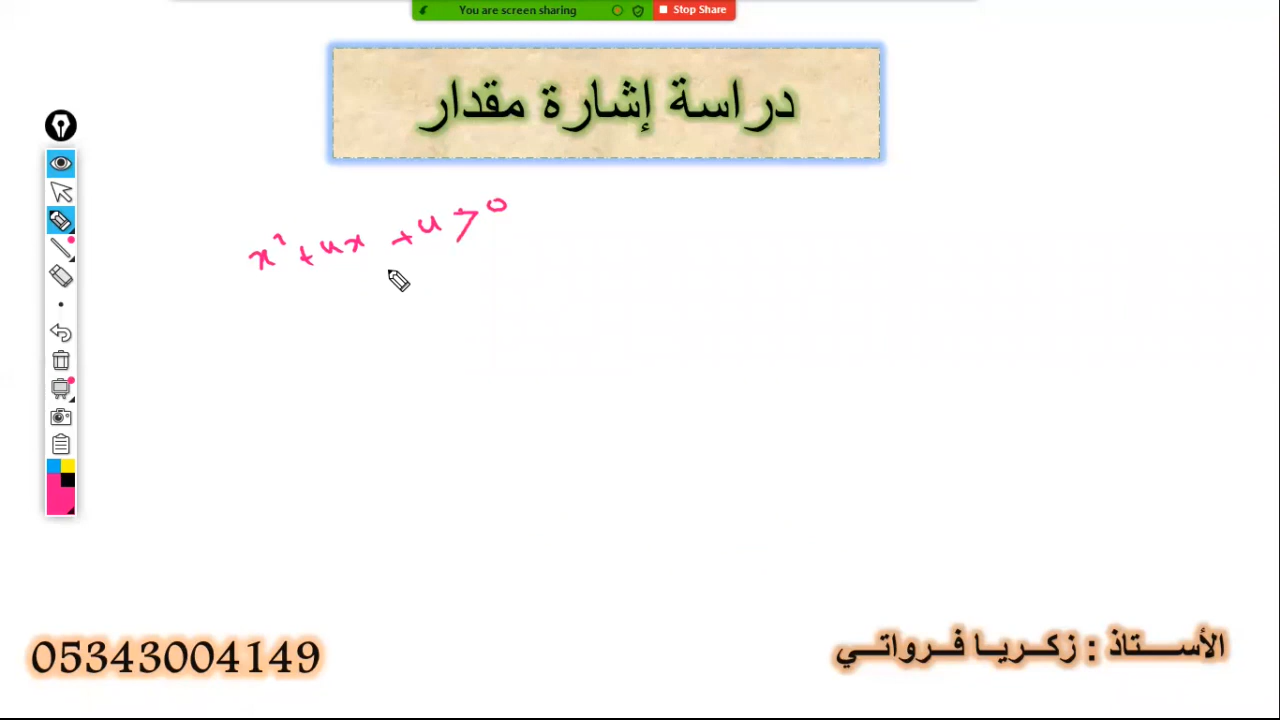 You are screen sharing Stop Share
دراسة إشارة مقدار
x² + 4x + 4 > 0
05343004149
الأستاذ : زكريا فرواتي